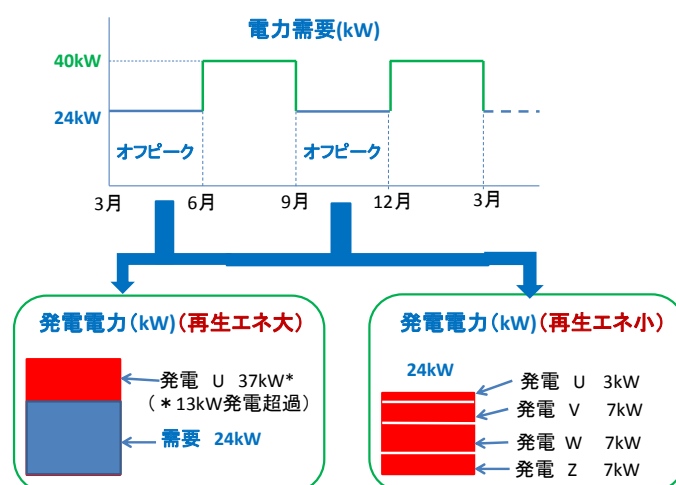 電力需要(kW)
40kW
24kW
オフピーク
オフピーク
3月
6月
9月
12月
3月
発電電力(kW)(再生エネ大)
発電 U 37kW*
(*13kW発電超過)
需要 24kW
発電電力(kW)(再生エネ小)
24kW
発電 U 3kW
発電 V 7kW
発電 W 7kW
発電 Z 7kW